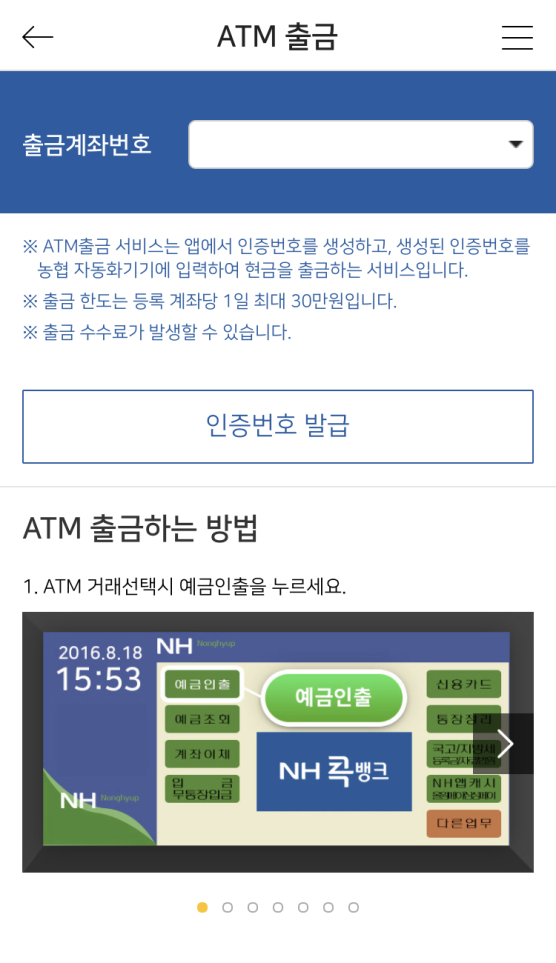 ATM 출금
출금계좌번호
※ ATM출금 서비스는 앱에서 인증번호를 생성하고, 생성된 인증번호를
농협 자동화기기에 입력하여 현금을 출금하는 서비스입니다.
※ 출금 한도는 등록 계좌당 1일 최대 30만원입니다.
※ 출금 수수료가 발생할 수 있습니다.
인증번호 발급
ATM 출금하는 방법
1. ATM 거래선택시 예금인출을 누르세요.
2016.8.18
15:53
NH Nonghyup
예금인출
예금조회
계좌이체
입 금
무통장입금
예금인출
NH 콕뱅크
신용카드
통장정리
국고/지방세
NH앱캐시
다른업무
NH Nonghyup